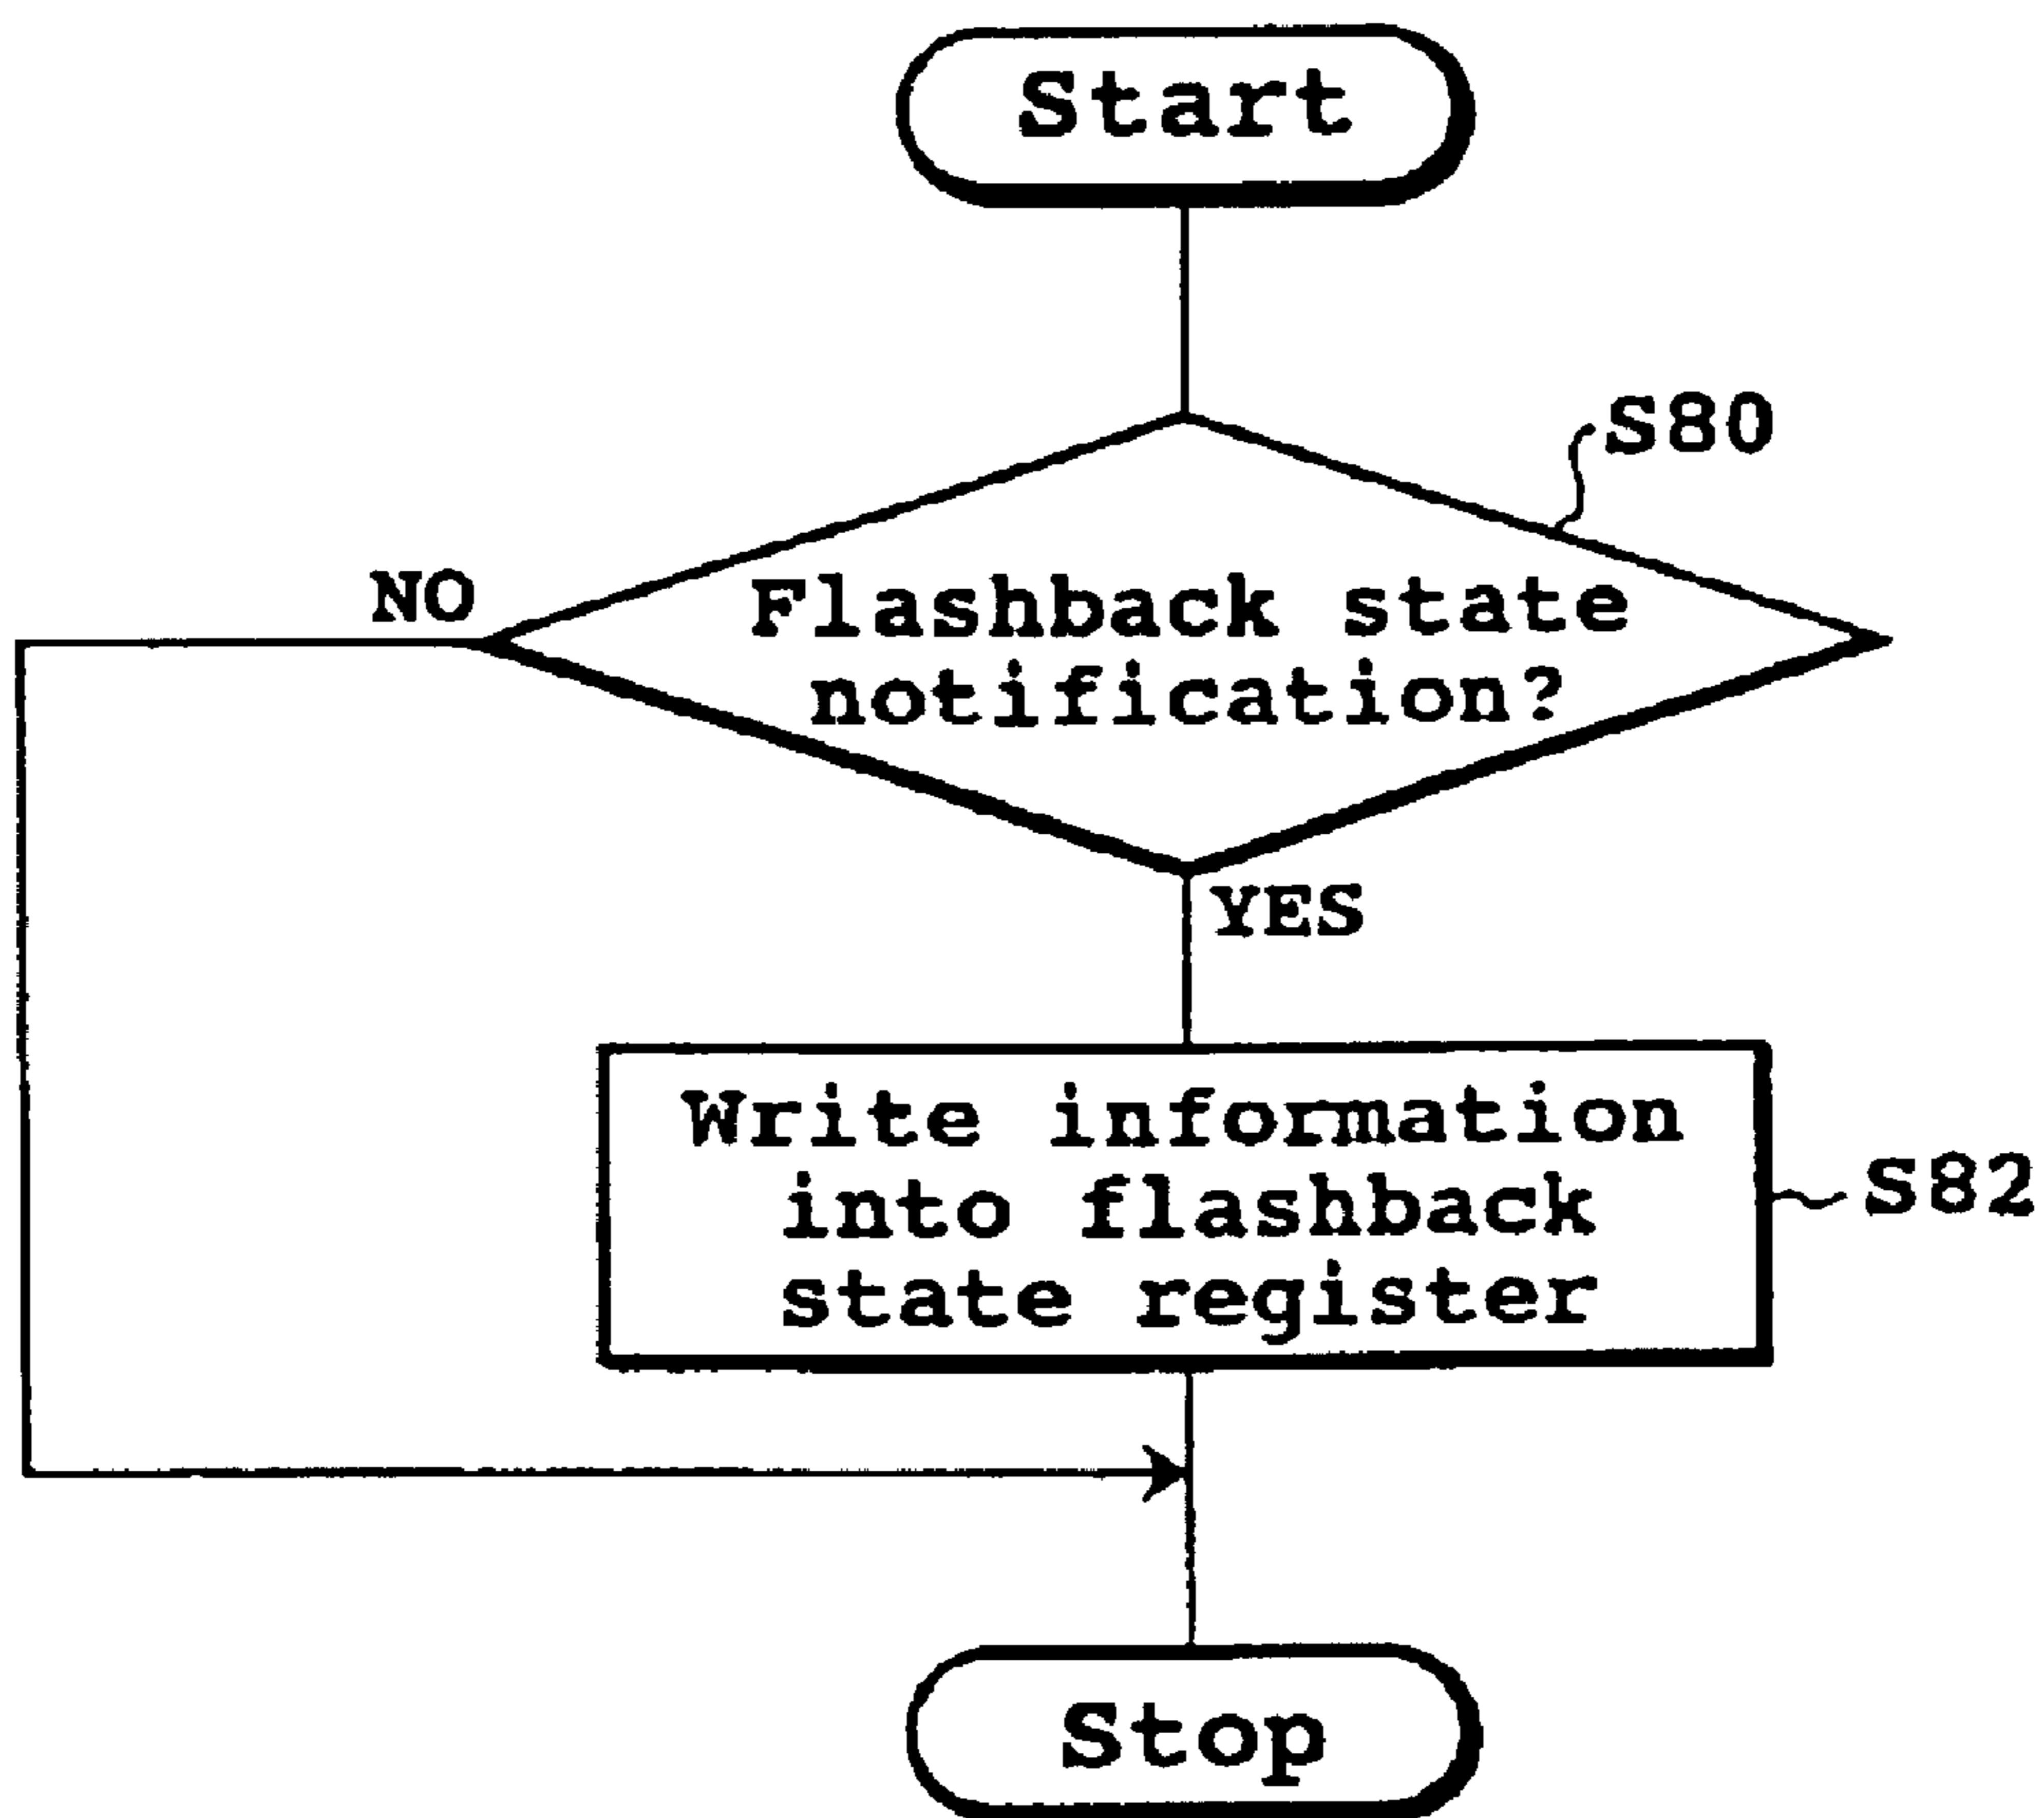 Start
S80
NO
Flashback state
notification?
YES
Write information
into flashback
state register
S82
Stop